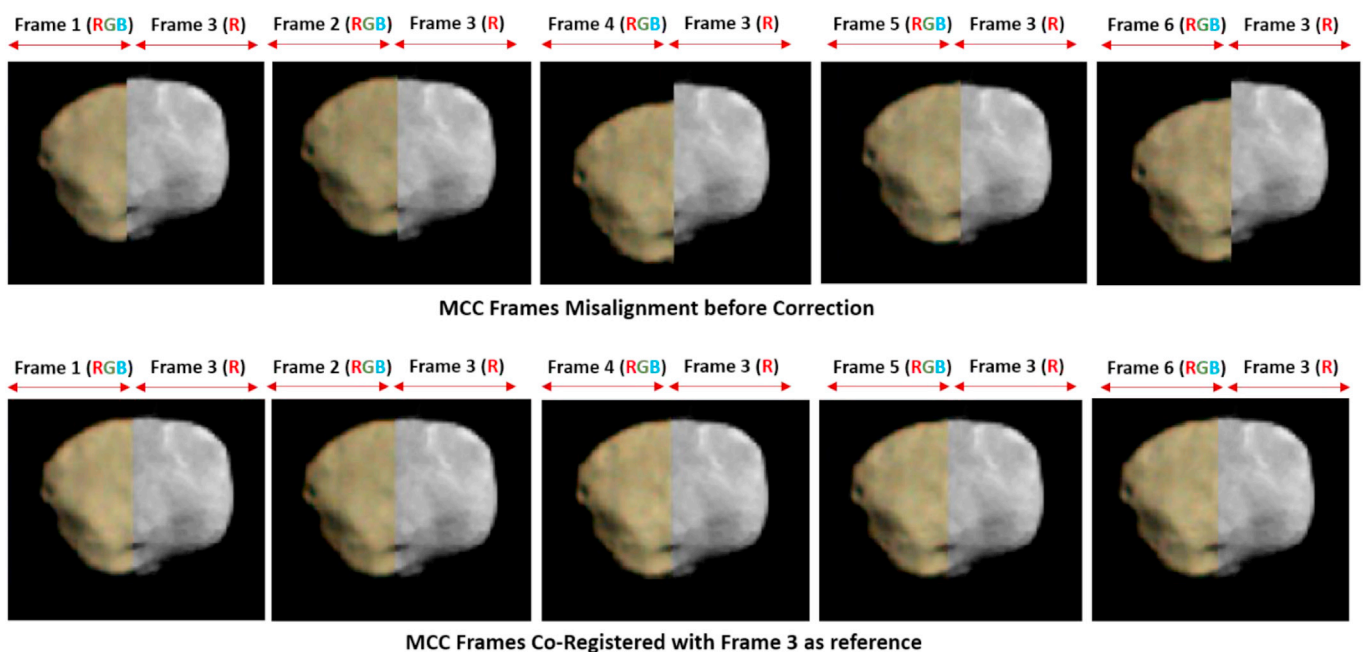 Frame 1 (RGB) Frame 3 (R) Frame 2 (RGB) Frame 3 (R) Frame 4 (RGB) Frame 3 (R) Frame 5 (RGB) Frame 3 (R) Frame 6 (RGB) Frame 3 (R)
MCC Frames Misalignment before Correction
Frame 1 (RGB) Frame 3 (R) Frame 2 (RGB) Frame 3 (R) Frame 4 (RGB) Frame 3 (R) Frame 5 (RGB) Frame 3 (R) Frame 6 (RGB) Frame 3 (R)
MCC Frames Co-Registered with Frame 3 as reference